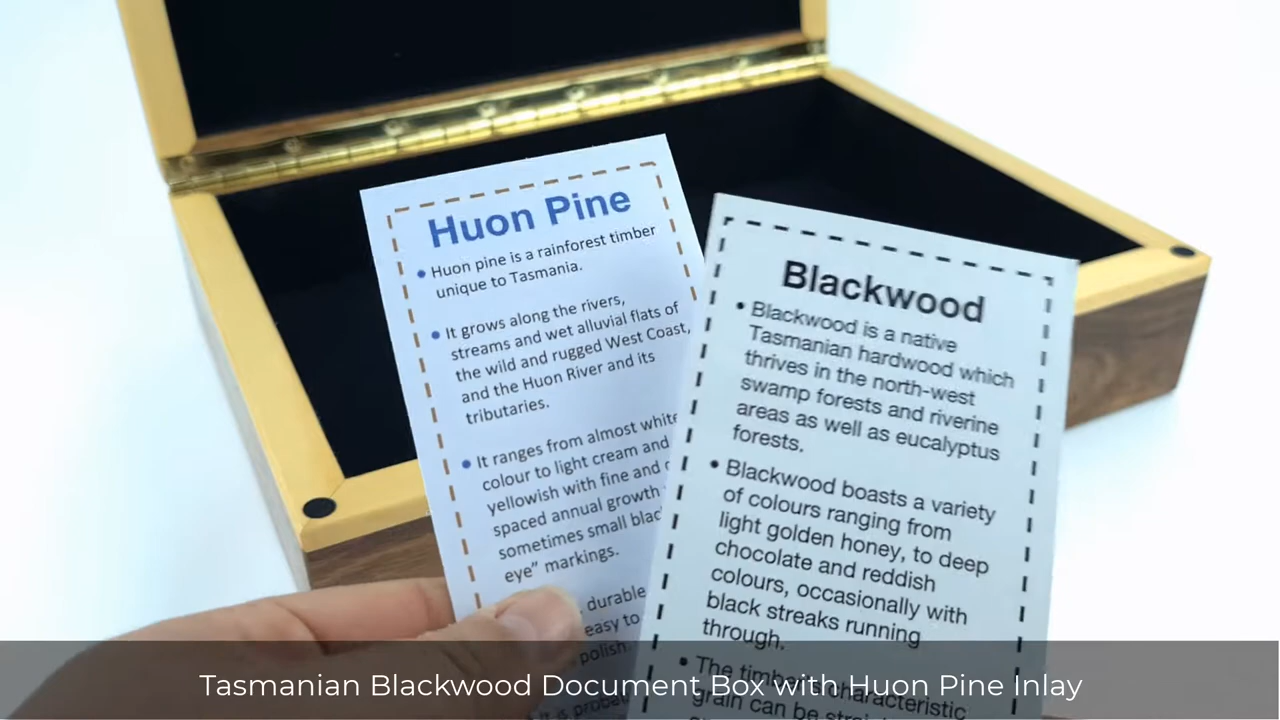 Huon Pine
• Huon pine is a rainforest timber
unique to Tasmania.
• It grows along the rivers,
streams and wet alluvial flats of
the wild and rugged West Coast,
and the Huon River and its
tributaries.
• It ranges from almost white
colour to light cream and
yellowish with fine and
spaced annual growth
sometimes small
eye” markings.
durable
easy to
polish.
Blackwood
• Blackwood is a native
Tasmanian hardwood which
thrives in the north-west
swamp forests and riverine
areas as well as eucalyptus
forests.
• Blackwood boasts a variety
of colours ranging from
light golden honey, to deep
chocolate and reddish
colours, occasionally with
black streaks running
through.
• The timber's characteristic
grain can be
Tasmanian Blackwood Document Box with Huon Pine Inlay